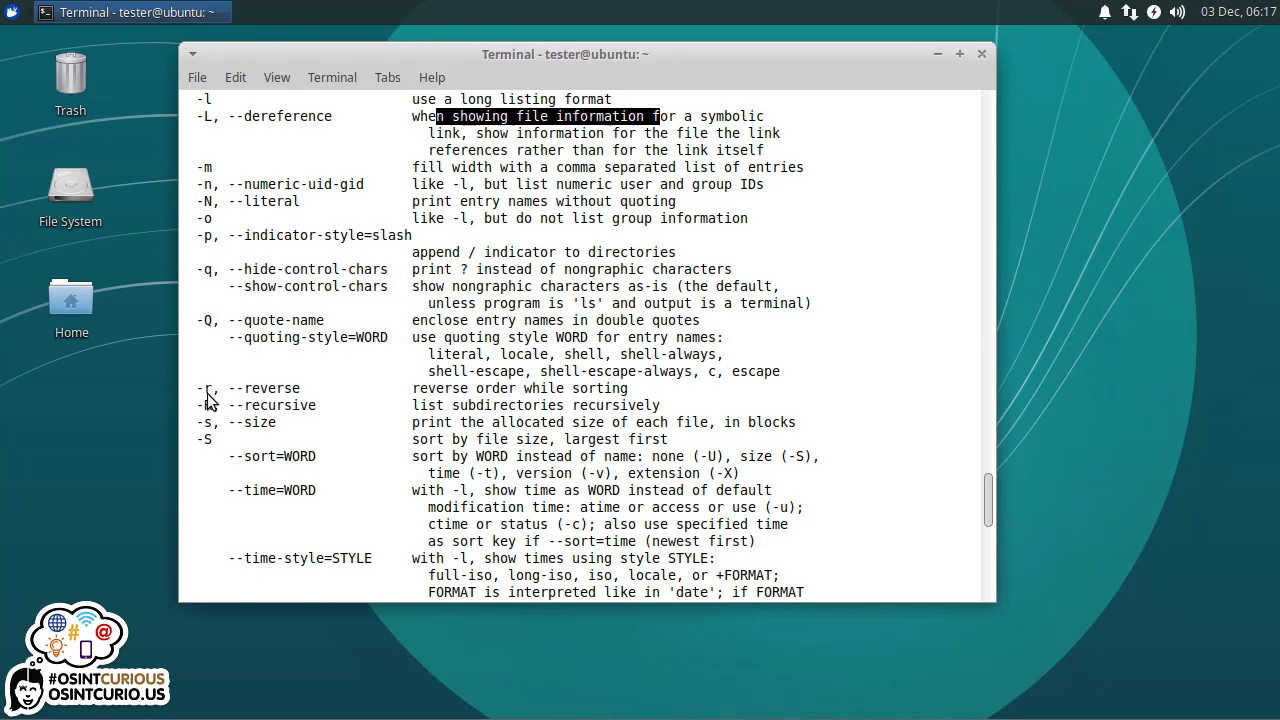 Terminal - tester@ubuntu: ~
03 Dec, 06:17
Trash
File System
Home
Terminal - tester@ubuntu: ~
File Edit View Terminal Tabs Help
-l use a long listing format
-L, --dereference when showing file information for a symbolic
link, show information for the file the link
references rather than for the link itself
-m fill width with a comma separated list of entries
-n, --numeric-uid-gid like -l, but list numeric user and group IDs
-N, --literal print entry names without quoting
-o like -l, but do not list group information
-p, --indicator-style=slash
append / indicator to directories
-q, --hide-control-chars print ? instead of nongraphic characters
--show-control-chars show nongraphic characters as-is (the default,
unless program is 'ls' and output is a terminal)
-Q, --quote-name enclose entry names in double quotes
--quoting-style=WORD use quoting style WORD for entry names:
literal, locale, shell, shell-always,
shell-escape, shell-escape-always, c, escape
-r, --reverse reverse order while sorting
--recursive list subdirectories recursively
-s, --size print the allocated size of each file, in blocks
-S sort by file size, largest first
--sort=WORD sort by WORD instead of name: none (-U), size (-S),
time (-t), version (-v), extension (-X)
--time=WORD with -l, show time as WORD instead of default
modification time: atime or access or use (-u);
ctime or status (-c); also use specified time
as sort key if --sort=time (newest first)
--time-style=STYLE with -l, show times using style STYLE:
full-iso, long-iso, iso, locale, or +FORMAT;
FORMAT is interpreted like in 'date'; if FORMAT
#OSINTCURIOUS
OSINTCURIO.US